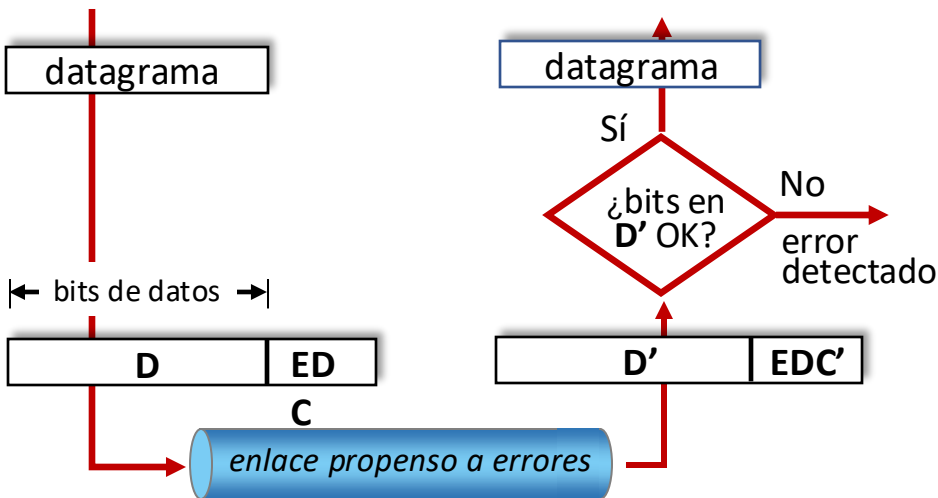 datagrama
bits de datos
D
ED
C
enlace propenso a errores
datagrama
Sí
¿bits en
D’ OK?
No
error
detectado
D’
EDC’